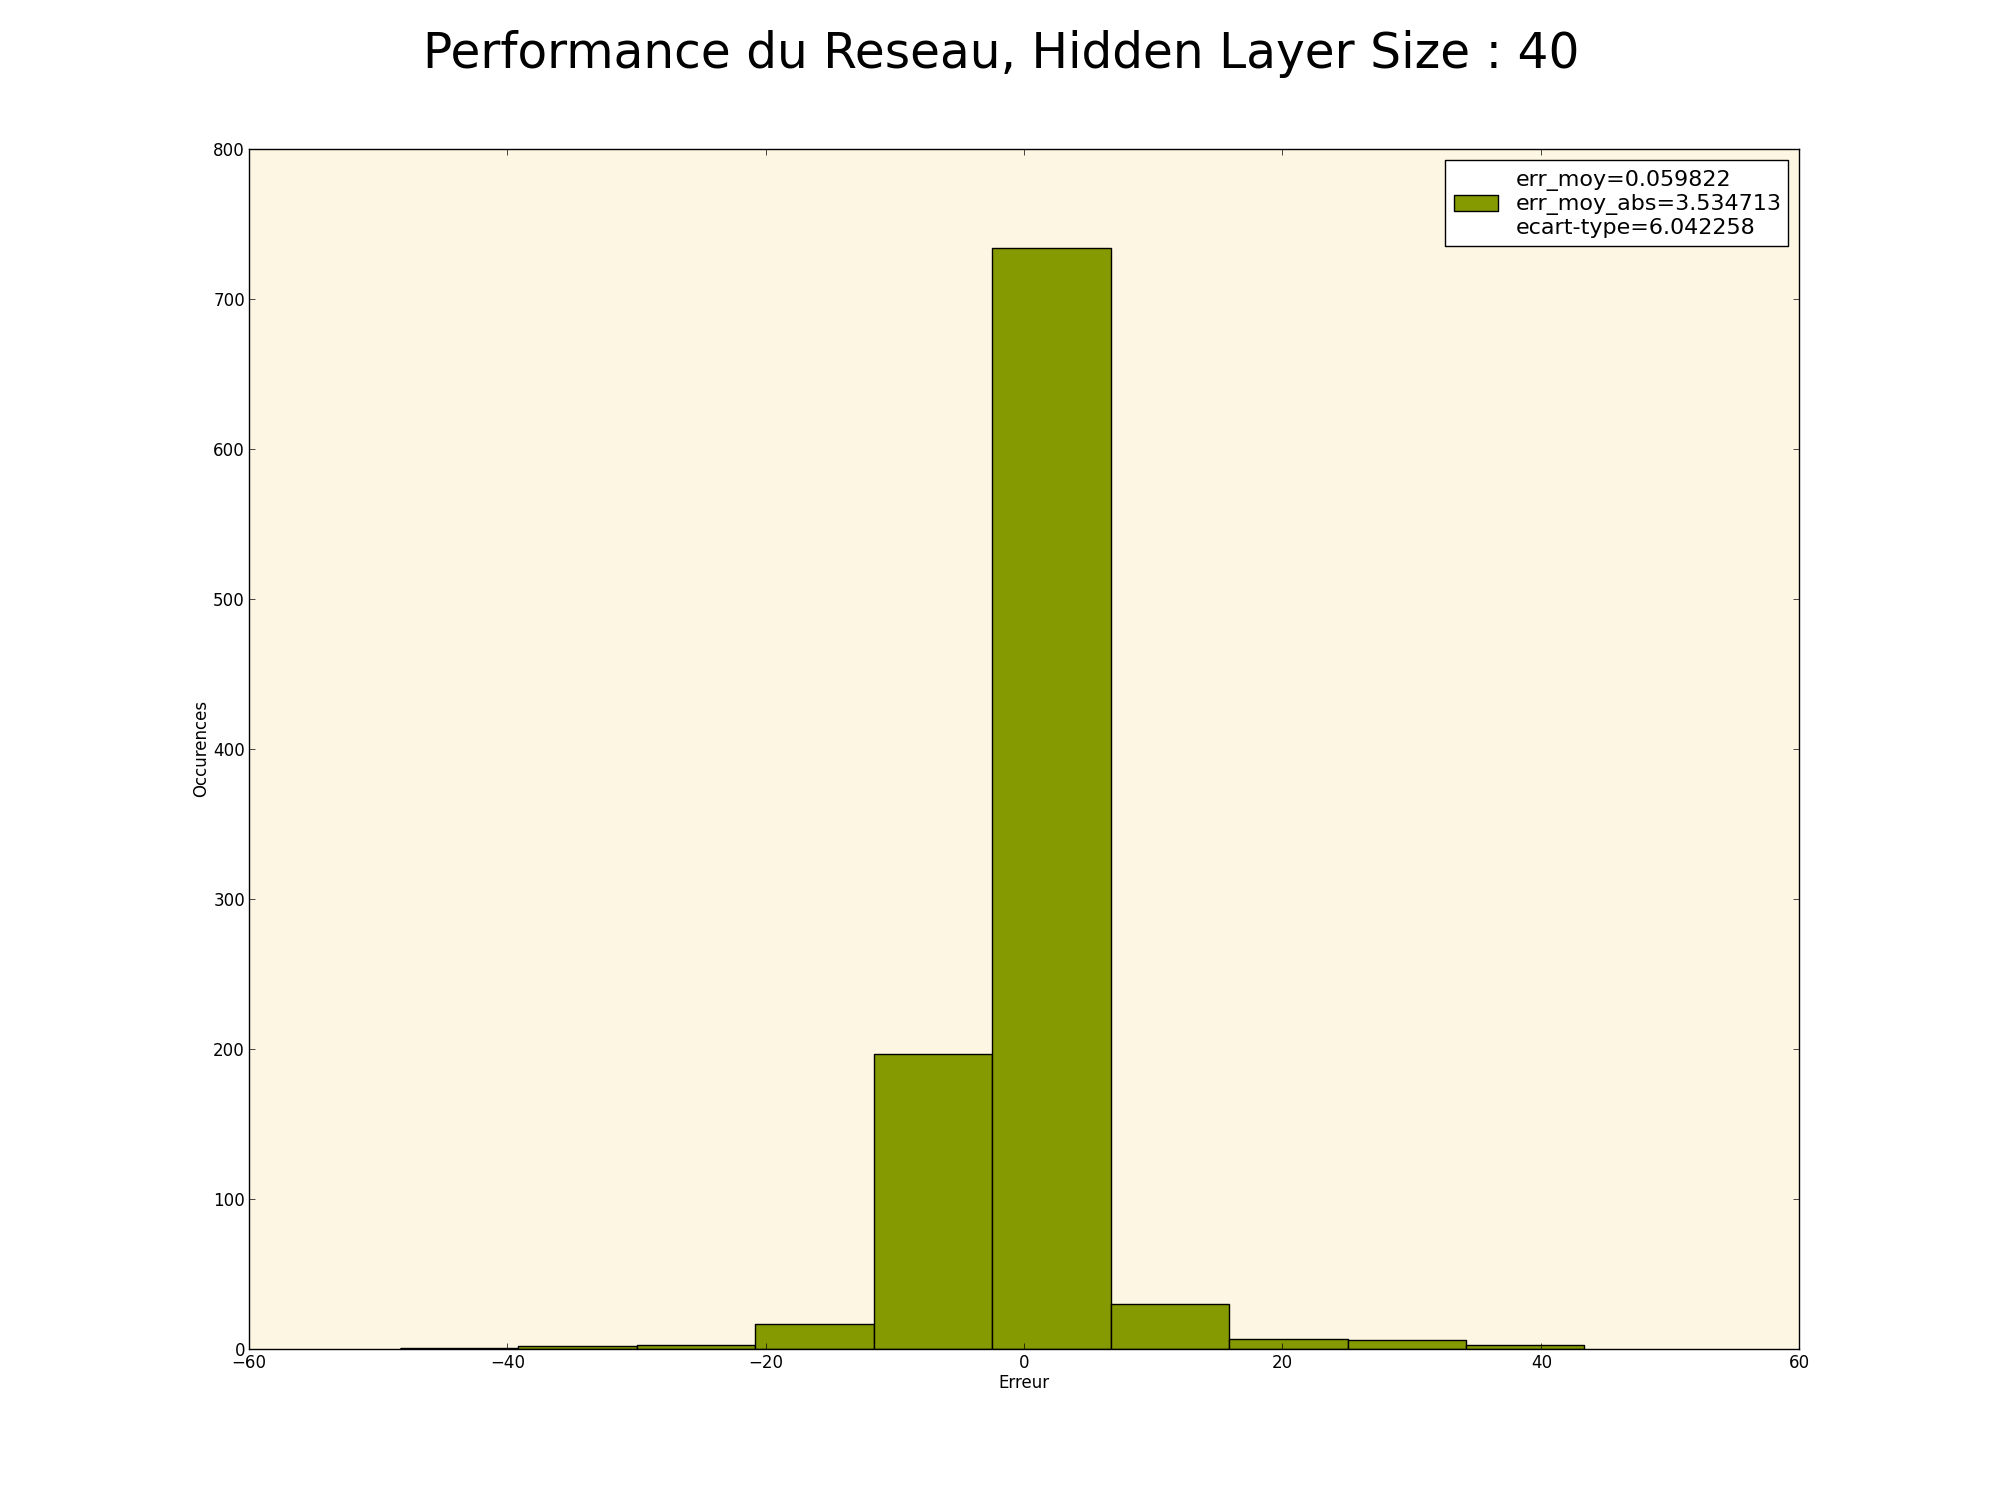 Performance du Reseau, Hidden Layer Size : 40
err_moy=0.059822
err_moy_abs=3.534713
ecart-type=6.042258
800
700
600
500
400
300
200
100
0
Occurences
−60
−40
−20
0
20
40
60
Erreur